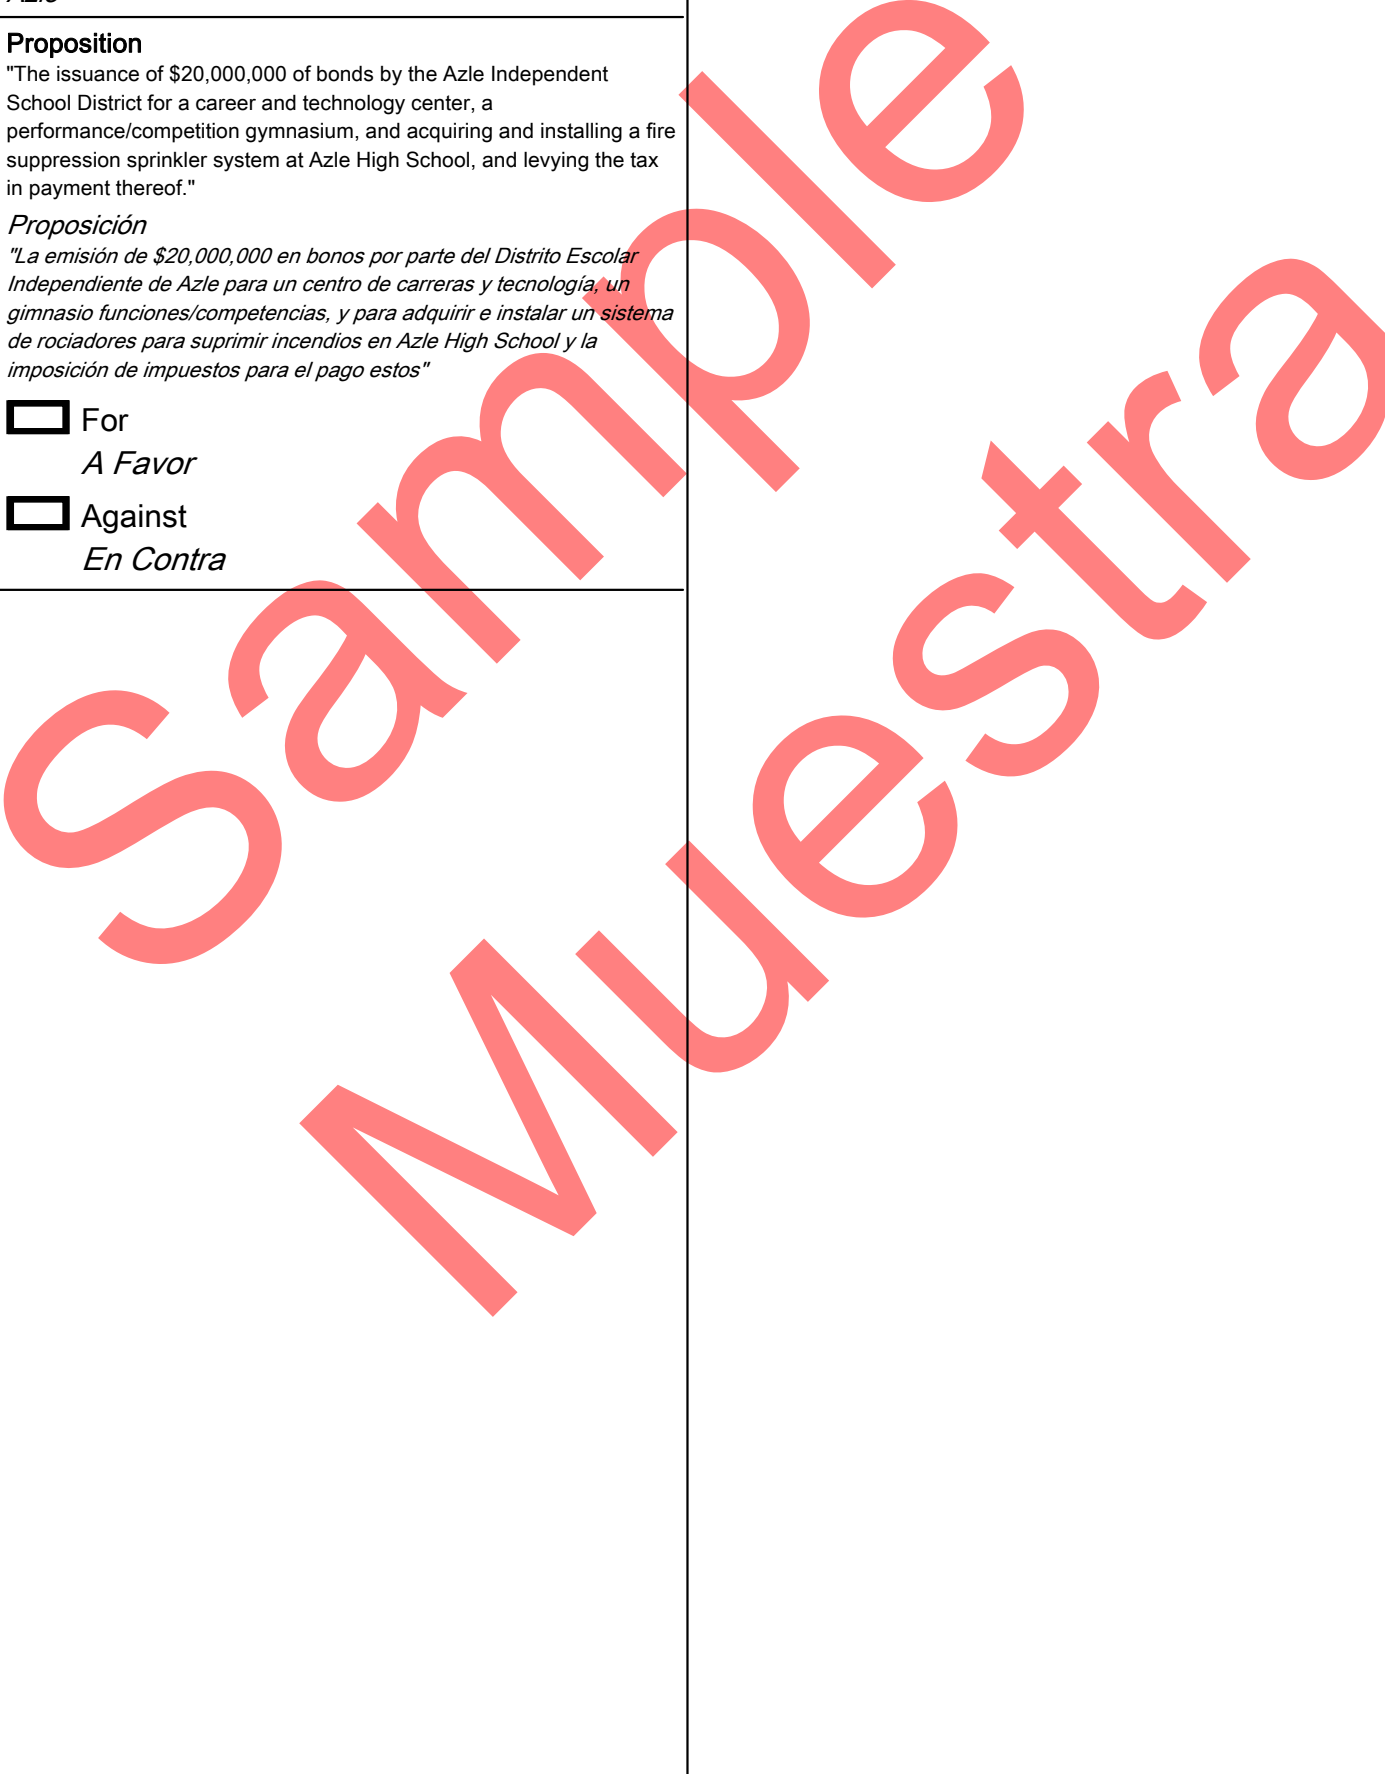 Proposition
"The issuance of $20,000,000 of bonds by the Azle Independent
School District for a career and technology center, a
performance/competition gymnasium, and acquiring and installing a fire
suppression sprinkler system at Azle High School, and levying the tax
in payment thereof."
Proposición
"La emisión de $20,000,000 en bonos por parte del Distrito Escolar
Independiente de Azle para un centro de carreras y tecnología, un
gimnasio funciones/competencias, y para adquirir e instalar un sistema
de rociadores para suprimir incendios en Azle High School y la
imposición de impuestos para el pago estos"
For
A Favor
Against
En Contra
Sample
Muestra